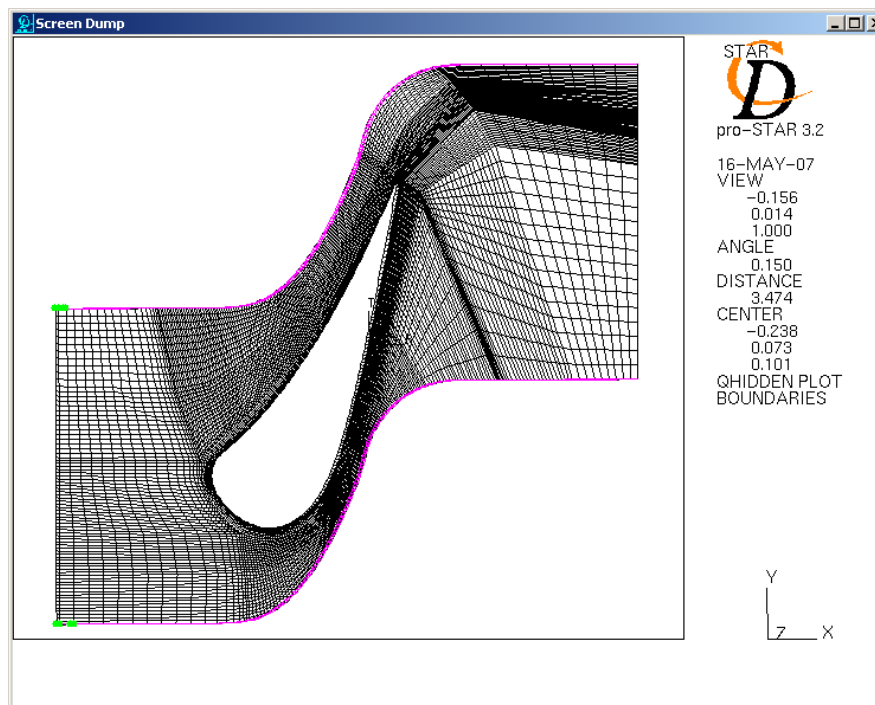 Screen Dump
STAR
CD
pro-STAR 3.2
16-MAY-07
VIEW
-0.156
0.014
1.000
ANGLE
0.150
DISTANCE
3.474
CENTER
-0.238
0.073
0.101
QHIDDEN PLOT
BOUNDARIES
Y
Z X